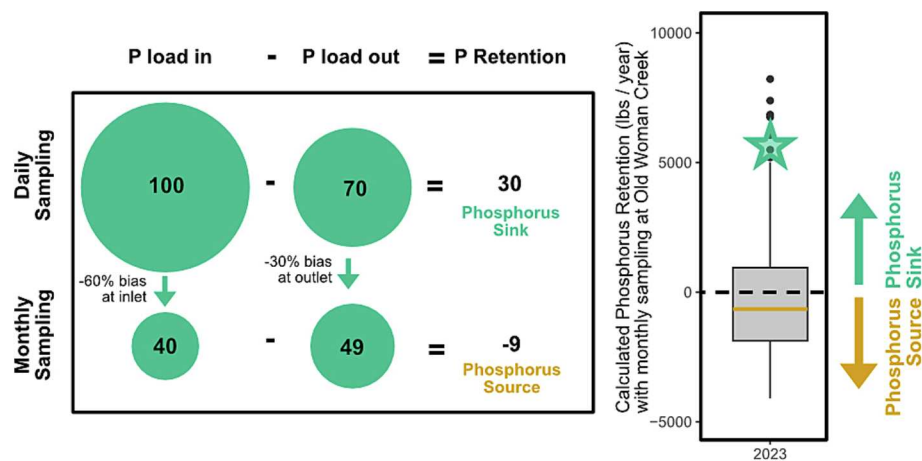 P load in - P load out = P Retention
Daily
Sampling
100 - 70 = 30
Phosphorus
Sink
-60% bias
at inlet
-30% bias
at outlet
Monthly
Sampling
40 - 49 = -9
Phosphorus
Source
Calculated Phosphorus Retention (lbs / year)
with monthly sampling at Old Woman Creek
10000
5000
0
−5000
2023
Phosphorus
Sink
Phosphorus
Source